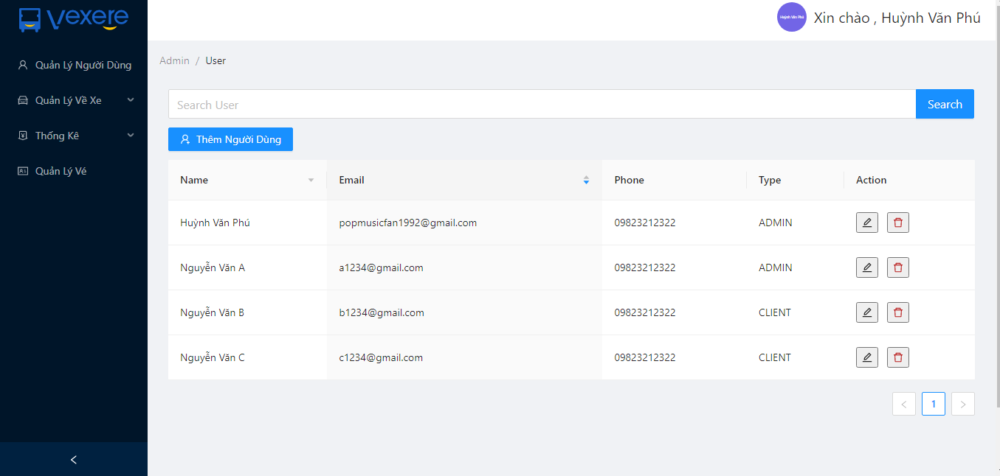 Vexere
Huỳnh Văn Phú
Xin chào , Huỳnh Văn Phú
Quản Lý Người Dùng
Quản Lý Vê Xe
Thống Kê
Quản Lý Vé
Admin / User
Search User
Search
Thêm Người Dùng
Name Email Phone Type Action
Huỳnh Văn Phú popmusicfan1992@gmail.com 09823212322 ADMIN
Nguyễn Văn A a1234@gmail.com 09823212322 ADMIN
Nguyễn Văn B b1234@gmail.com 09823212322 CLIENT
Nguyễn Văn C c1234@gmail.com 09823212322 CLIENT
< 1 >